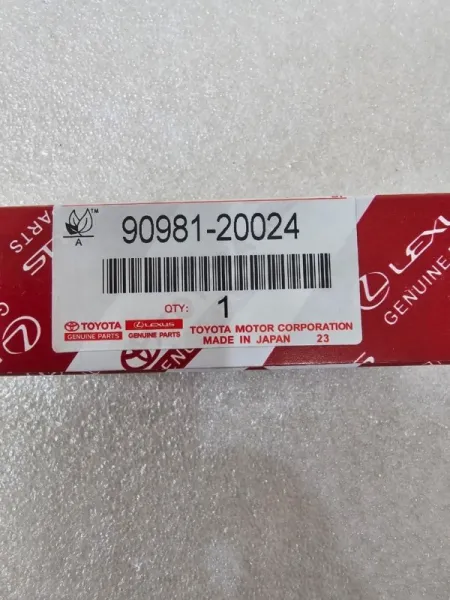 TM
A
90981-20024
QTY: 1
TOYOTA LEXUS TOYOTA MOTOR CORPORATION
GENUINE PARTS GENUINE PARTS MADE IN JAPAN 23
PARTS
LEXUS
GENUINE